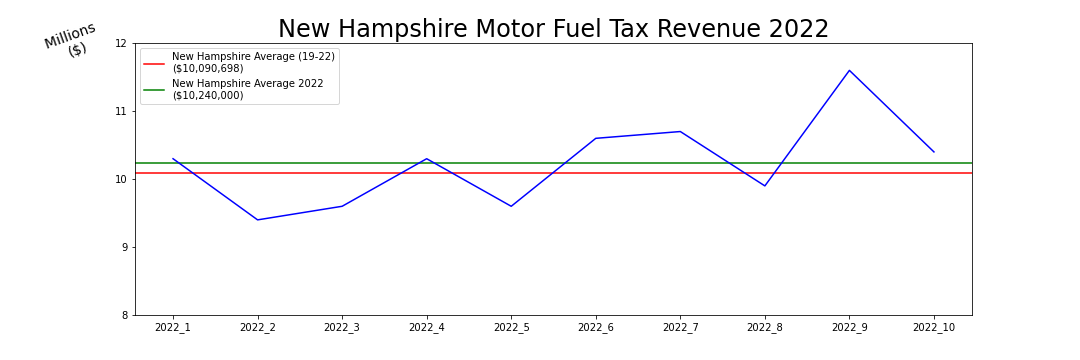 New Hampshire Motor Fuel Tax Revenue 2022
Millions
($)
New Hampshire Average (19-22)
($10,090,698)
New Hampshire Average 2022
($10,240,000)
12
11
10
9
8
2022_1 2022_2 2022_3 2022_4 2022_5 2022_6 2022_7 2022_8 2022_9 2022_10